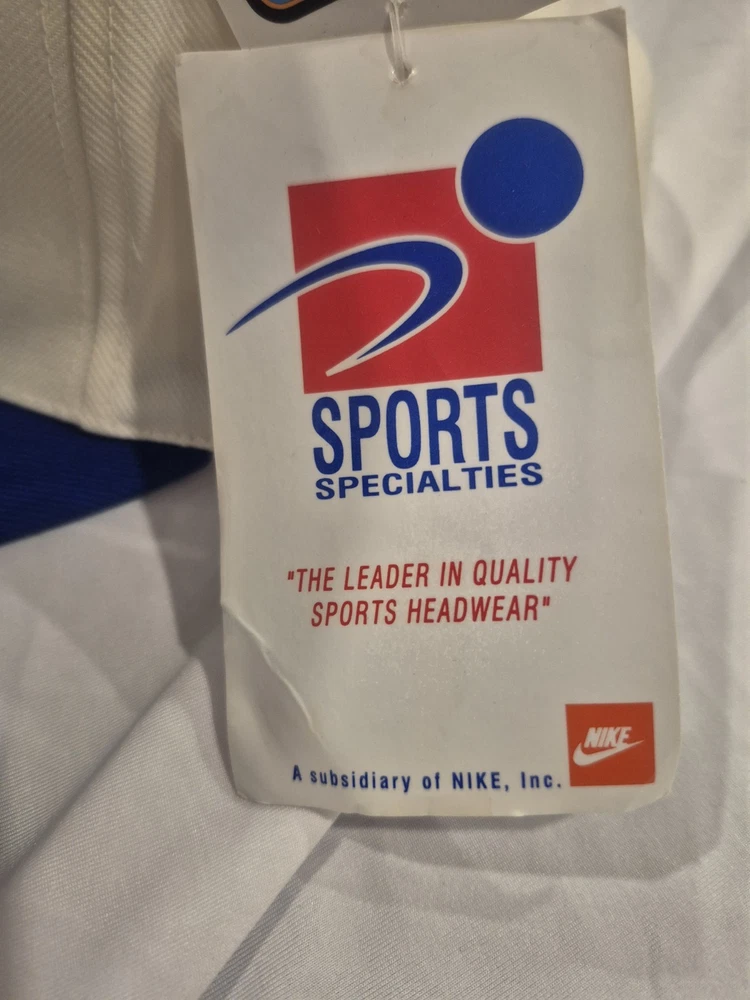 SPORTS
SPECIALTIES
"THE LEADER IN QUALITY
SPORTS HEADWEAR"
NIKE
A subsidiary of NIKE, Inc.